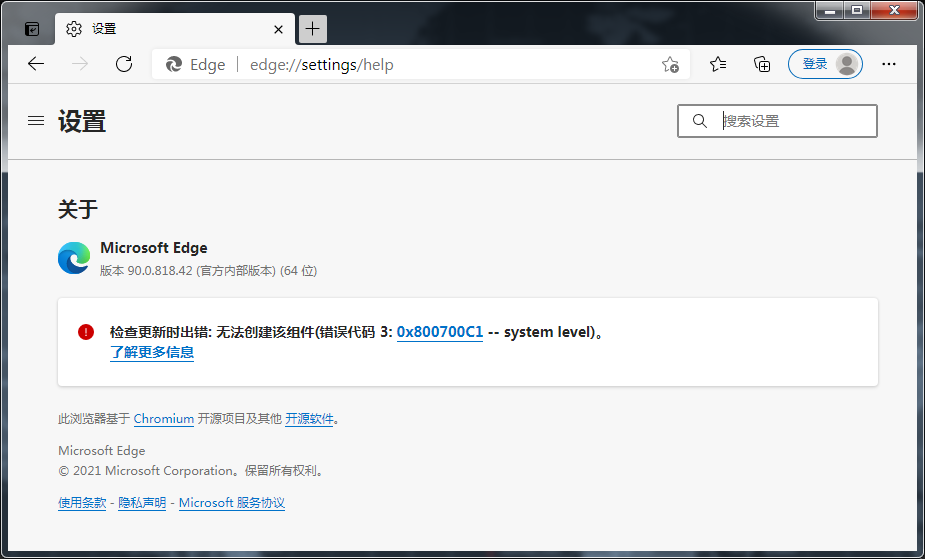 设置
Edge
edge://settings/help
登录
设置
搜索设置
关于
Microsoft Edge
版本 90.0.818.42 (官方内部版本) (64 位)
检查更新时出错: 无法创建该组件(错误代码 3: 0x800700C1 -- system level)。
了解更多信息
此浏览器基于 Chromium 开源项目及其他 开源软件。
Microsoft Edge
© 2021 Microsoft Corporation。保留所有权利。
使用条款 - 隐私声明 - Microsoft 服务协议